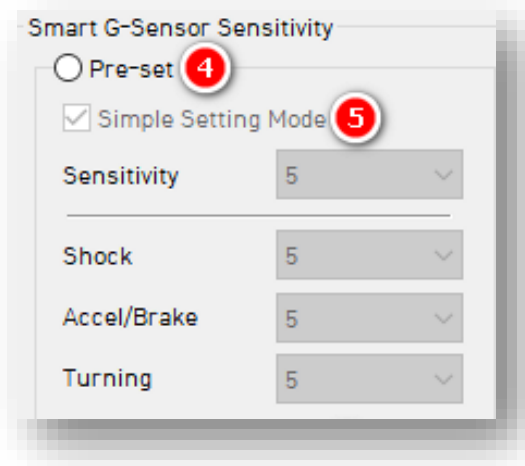 Smart G-Sensor Sensitivity
Pre-set 4
Simple Setting Mode 5
Sensitivity 5
Shock 5
Accel/Brake 5
Turning 5